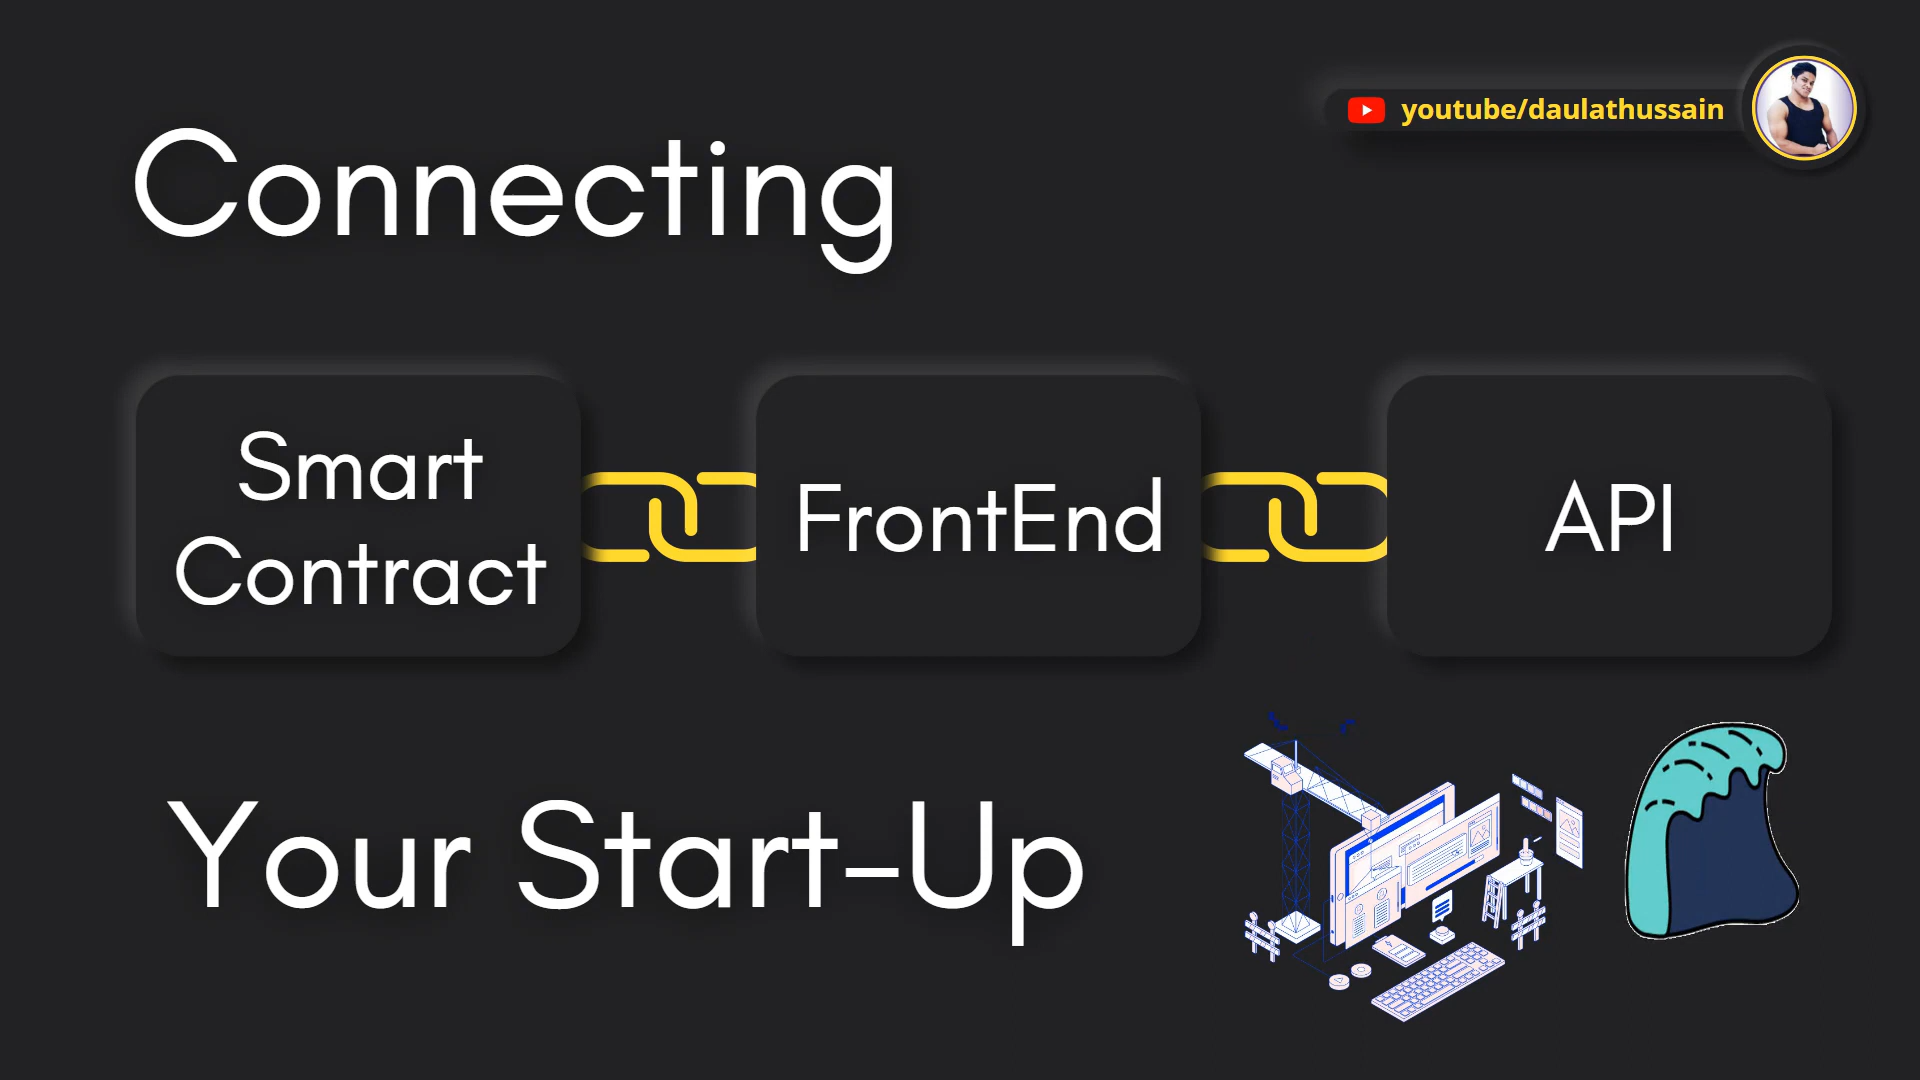 Connecting
youtube/daulathussain
Smart
Contract
FrontEnd
API
Your Start-Up